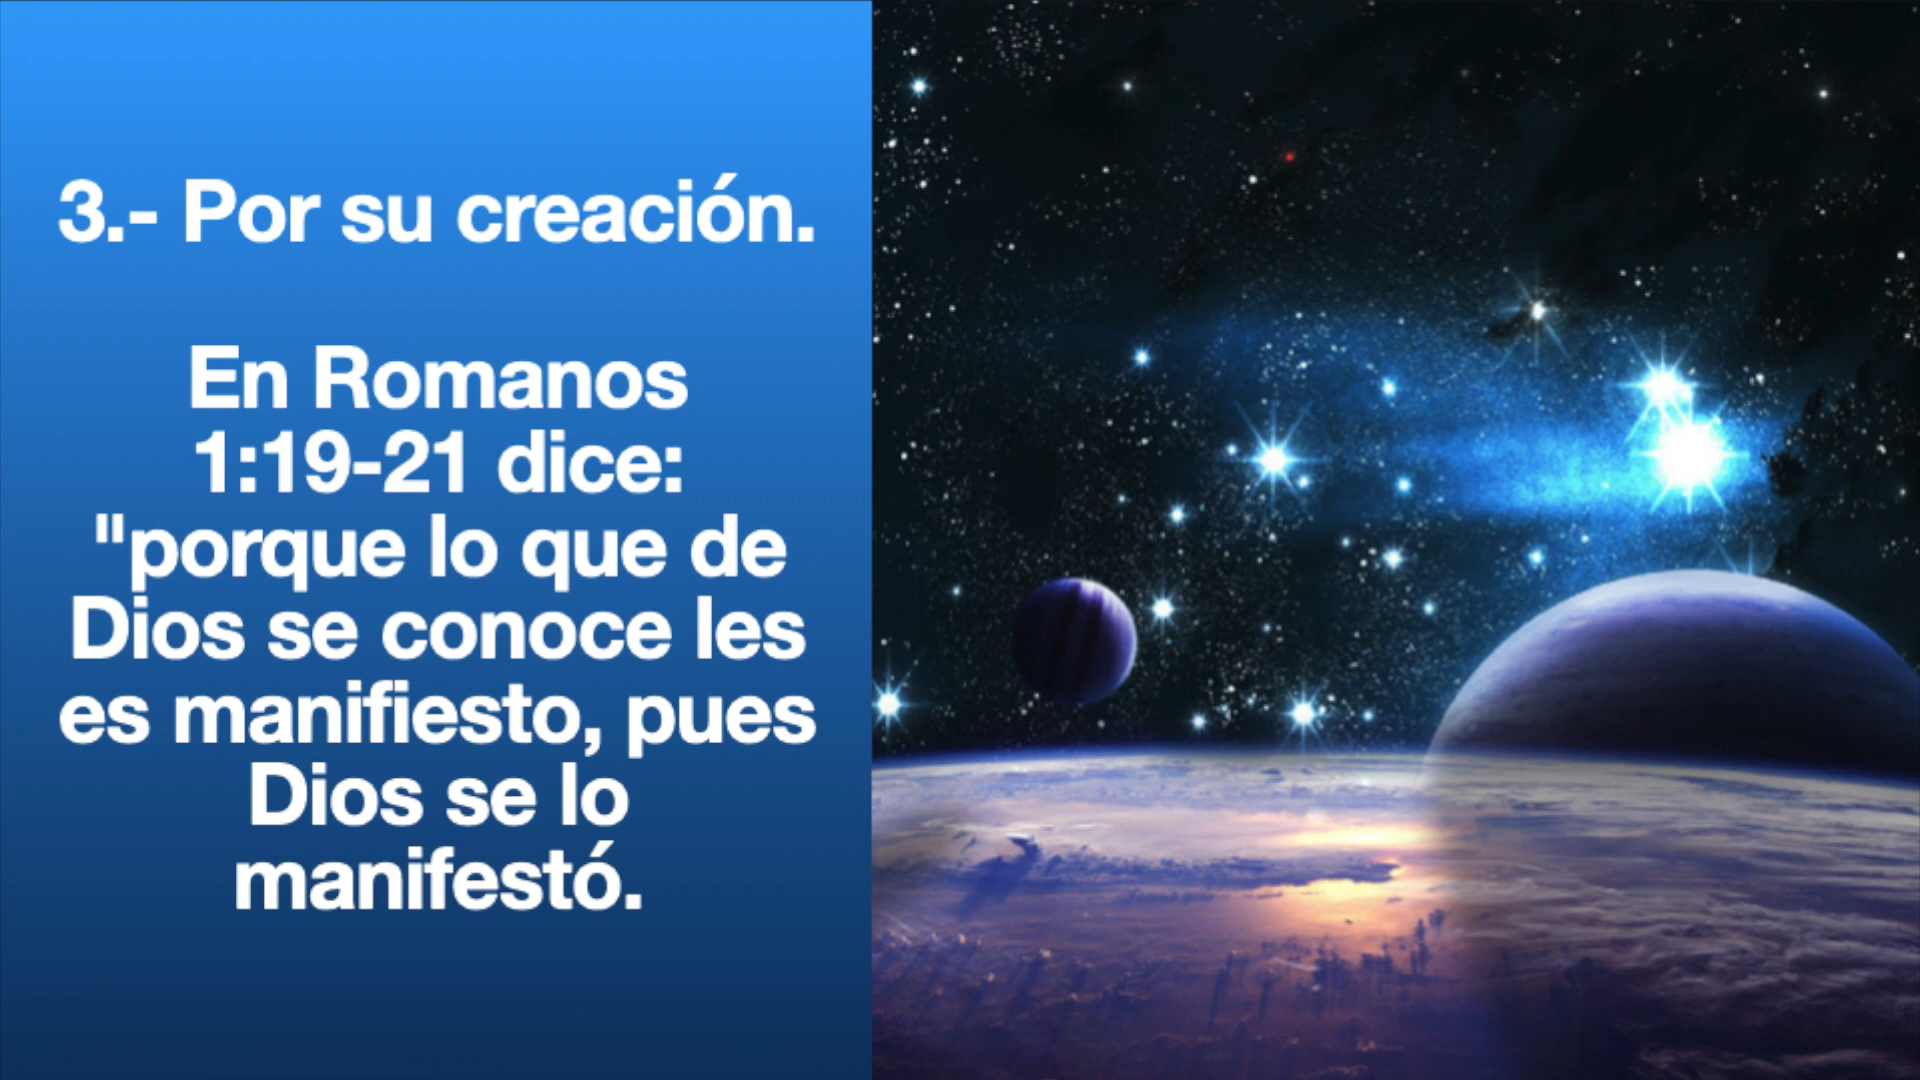 3.- Por su creación.
En Romanos
1:19-21 dice:
"porque lo que de
Dios se conoce les
es manifiesto, pues
Dios se lo
manifestó.